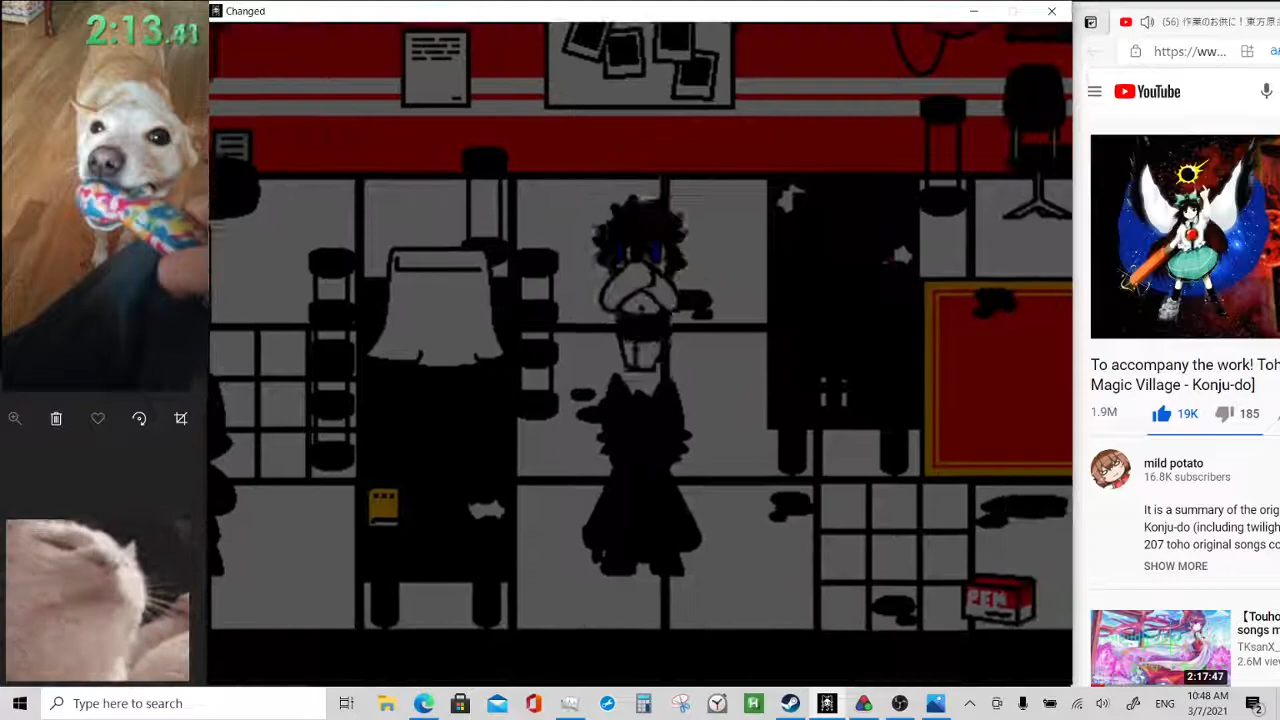 2:13.41
Changed
(56) 作業のお供に！東方原
https://ww...
YouTube
To accompany the work! Toh
Magic Village - Konju-do]
1.9M
19K
185
mild potato
16.8K subscribers
It is a summary of the orig
Konju-do (including twiligh
207 toho original songs co
SHOW MORE
PEN
【Touho
songs m
TKsanX_
2.6M view
2:17:47
Type here to search
ENG
10:48 AM
3/7/2021